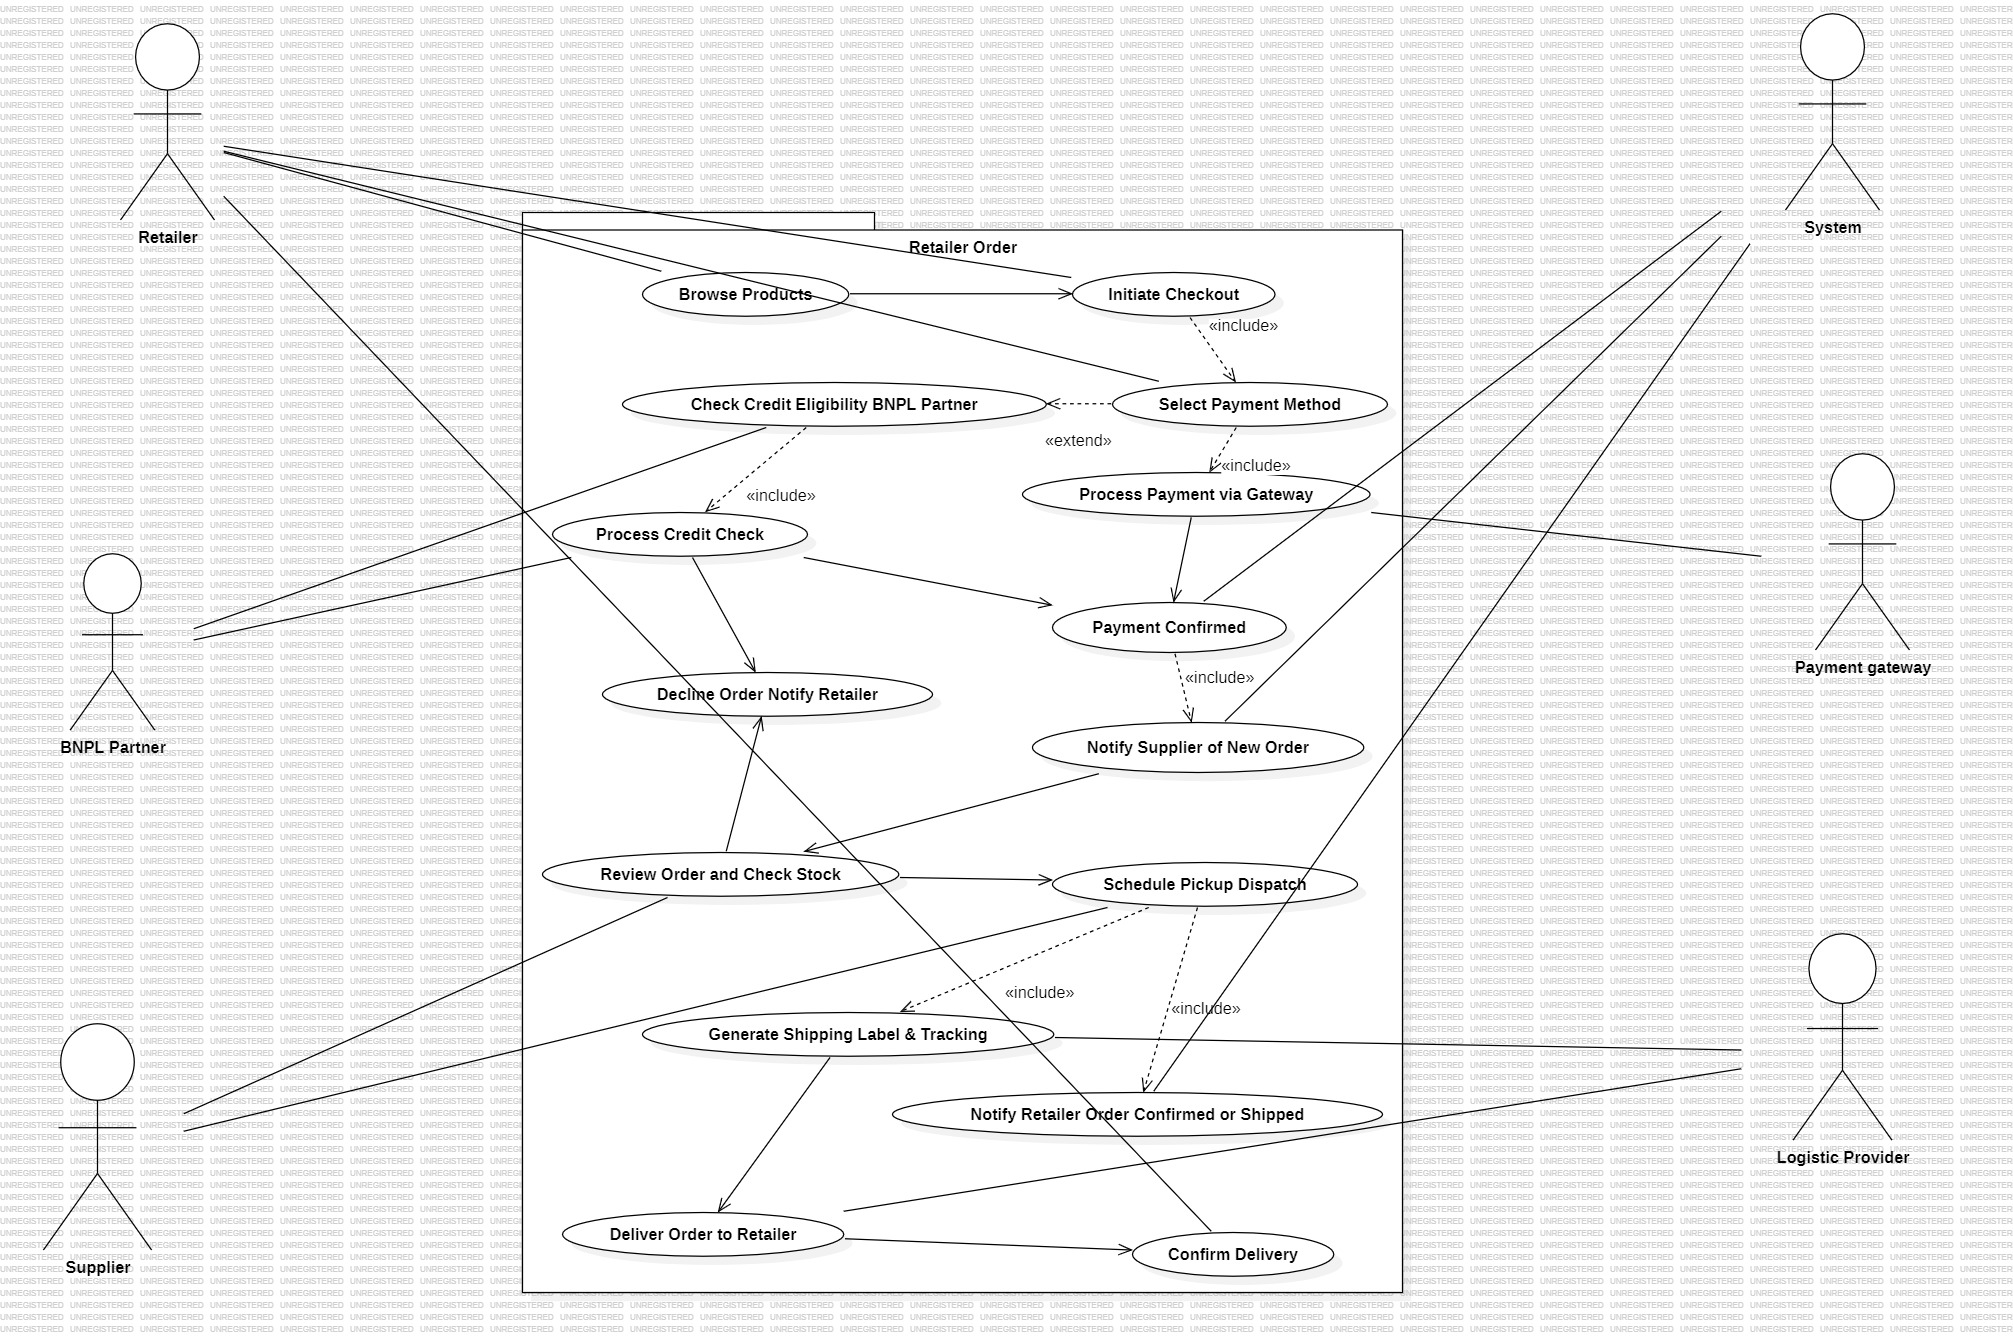 Retailer
System
Retailer Order
Browse Products
Initiate Checkout
«include»
Check Credit Eligibility BNPL Partner
Select Payment Method
«extend»
«include»
Process Payment via Gateway
«include»
Process Credit Check
Payment Confirmed
Payment gateway
«include»
Decline Order Notify Retailer
BNPL Partner
Notify Supplier of New Order
Review Order and Check Stock
Schedule Pickup Dispatch
«include»
«include»
Generate Shipping Label & Tracking
Notify Retailer Order Confirmed or Shipped
Logistic Provider
Deliver Order to Retailer
Confirm Delivery
Supplier
UNREGISTERED